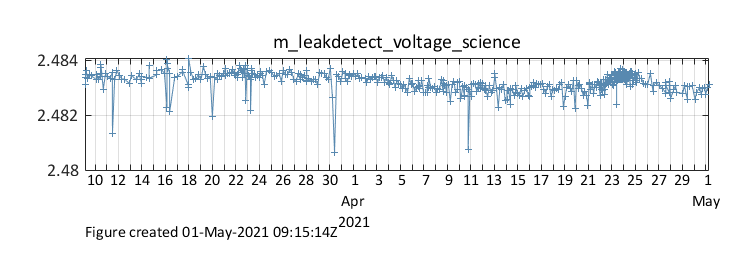 m_leakdetect_voltage_science
2.484
2.482
2.48
10 12 14 16 18 20 22 24 26 28 30 1 3 5 7 9 11 13 15 17 19 21 23 25 27 29 1
Apr May
2021
Figure created 01-May-2021 09:15:14Z